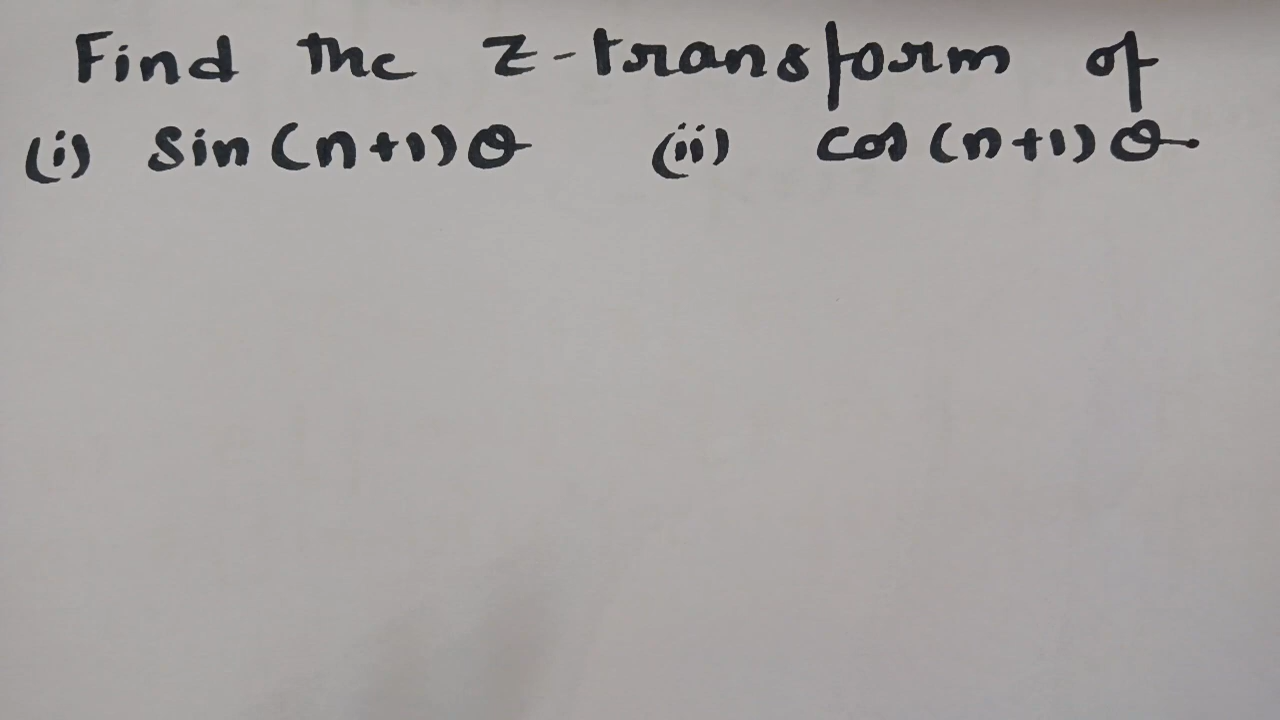 Find the Z-transform of
(i) Sin(n+1)θ (ii) cos(n+1)θ.